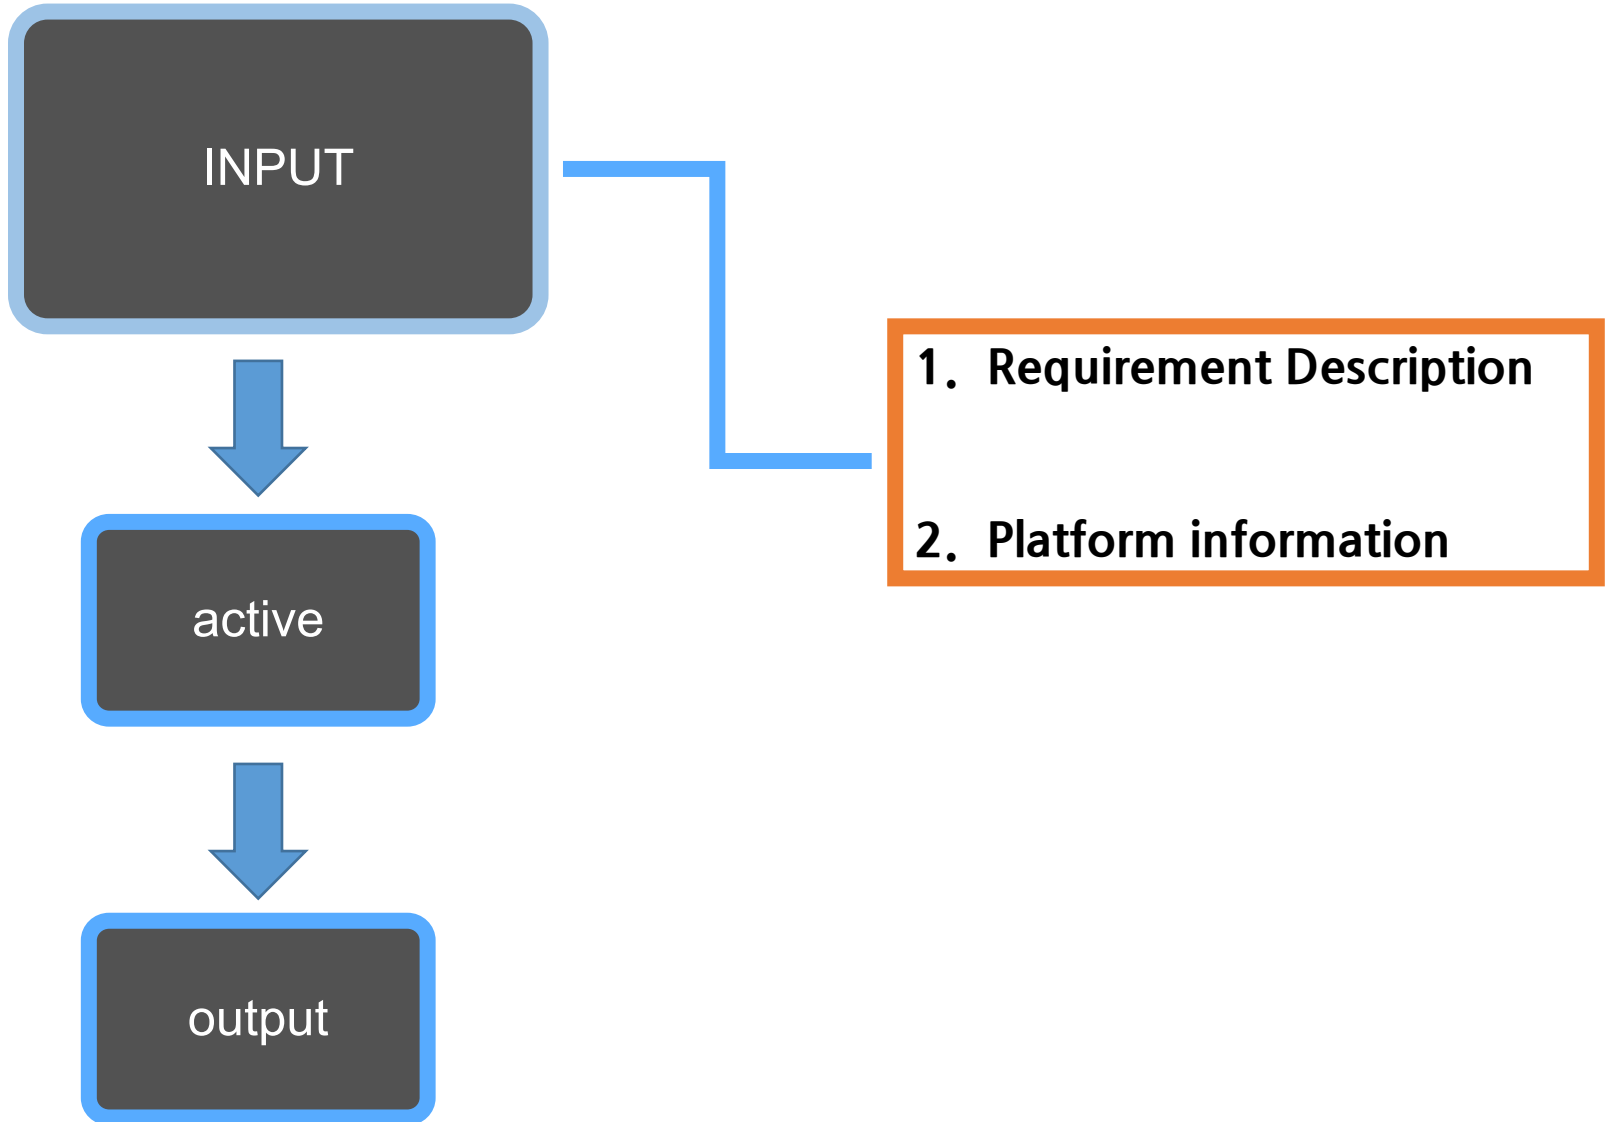 INPUT
1. Requirement Description
2. Platform information
active
output